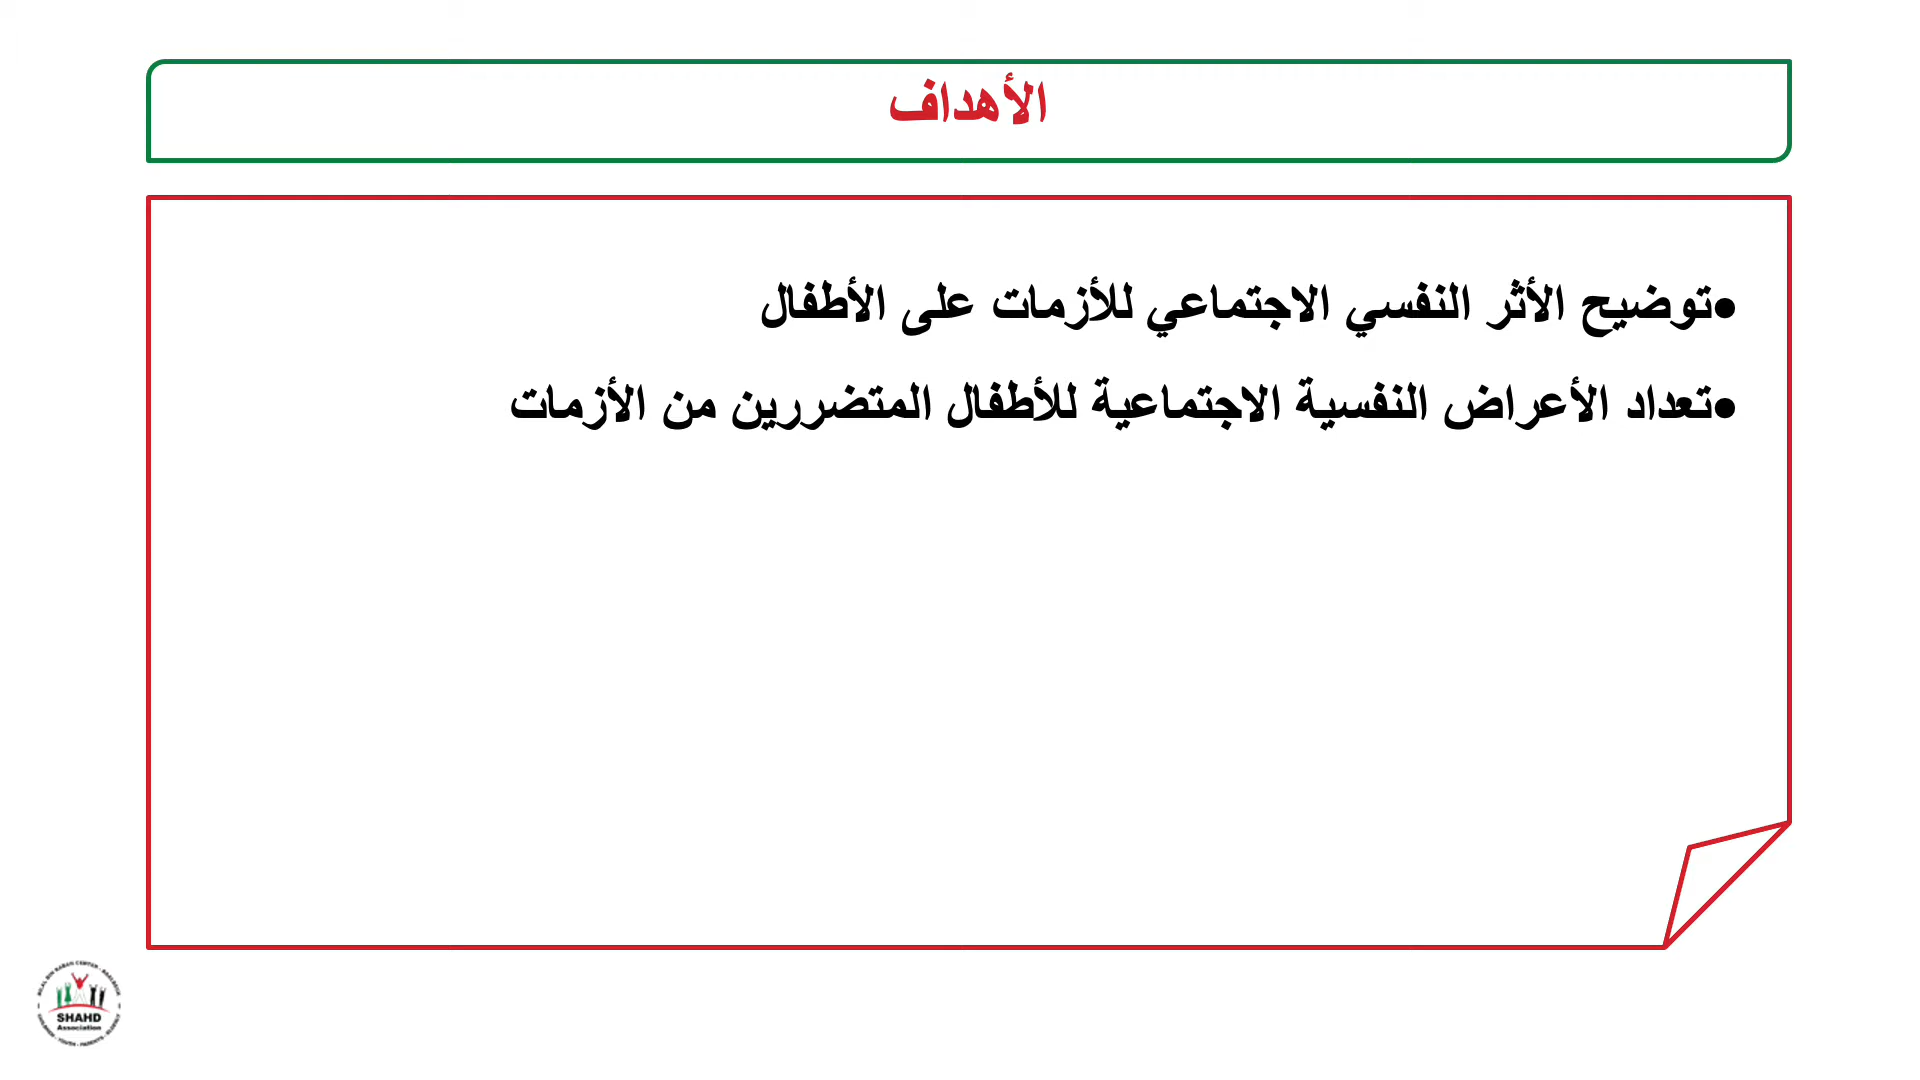 الأهداف
•توضيح الأثر النفسي الاجتماعي للأزمات على الأطفال
•تعداد الأعراض النفسية الاجتماعية للأطفال المتضررين من الأزمات
SHAHD
Association